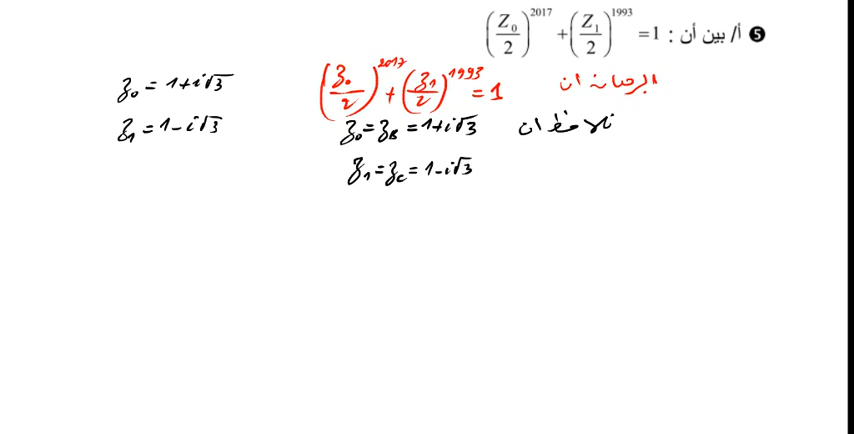 ❺ أ/ بين أن : (Z₀/2)^2017 + (Z₁/2)^1993 = 1
z₀ = 1+i√3
(z₀/2)^2017 + (z₁/2)^1993 = 1 البرهان ان
z₁ = 1-i√3
z₀ = z_B = 1+i√3 نلاحظ ان
z₁ = z_C = 1-i√3